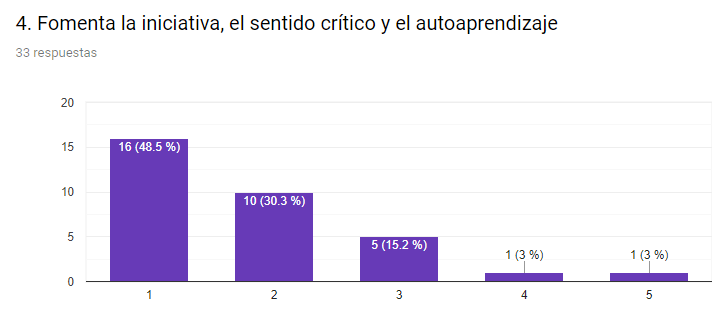 4. Fomenta la iniciativa, el sentido crítico y el autoaprendizaje
33 respuestas
20
15
10
5
0
16 (48.5 %)
10 (30.3 %)
5 (15.2 %)
1 (3 %)
1 (3 %)
1
2
3
4
5